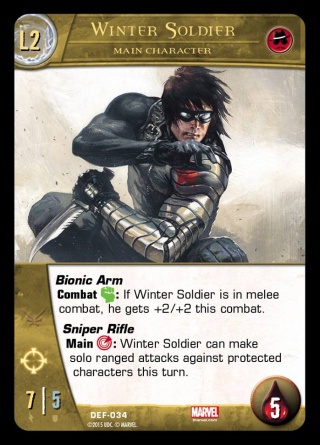 L2
WINTER SOLDIER
MAIN CHARACTER
Bionic Arm
Combat : If Winter Soldier is in melee
combat, he gets +2/+2 this combat.
Sniper Rifle
Main : Winter Soldier can make
solo ranged attacks against protected
characters this turn.
7 | 5
DEF-034
©2015 UDC. © MARVEL
MARVEL
5